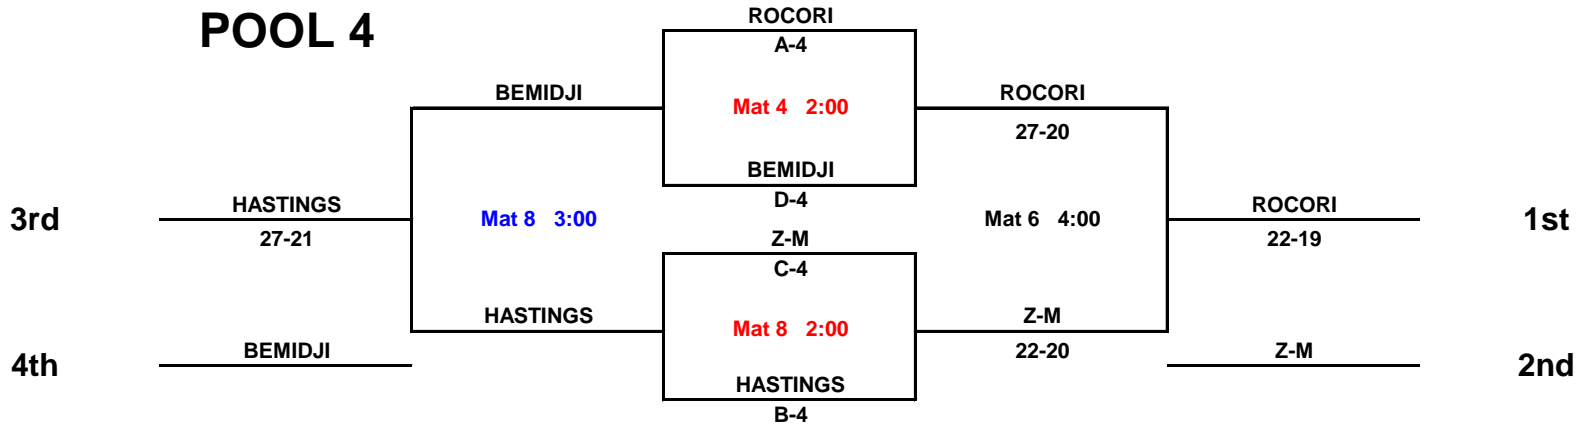 POOL 4
ROCORI
A-4
BEMIDJI
Mat 4 2:00
ROCORI
27-20
BEMIDJI
D-4
3rd
HASTINGS
27-21
Mat 8 3:00
Mat 6 4:00
ROCORI
22-19
1st
Z-M
C-4
HASTINGS
Mat 8 2:00
Z-M
22-20
4th
BEMIDJI
HASTINGS
B-4
Z-M
2nd